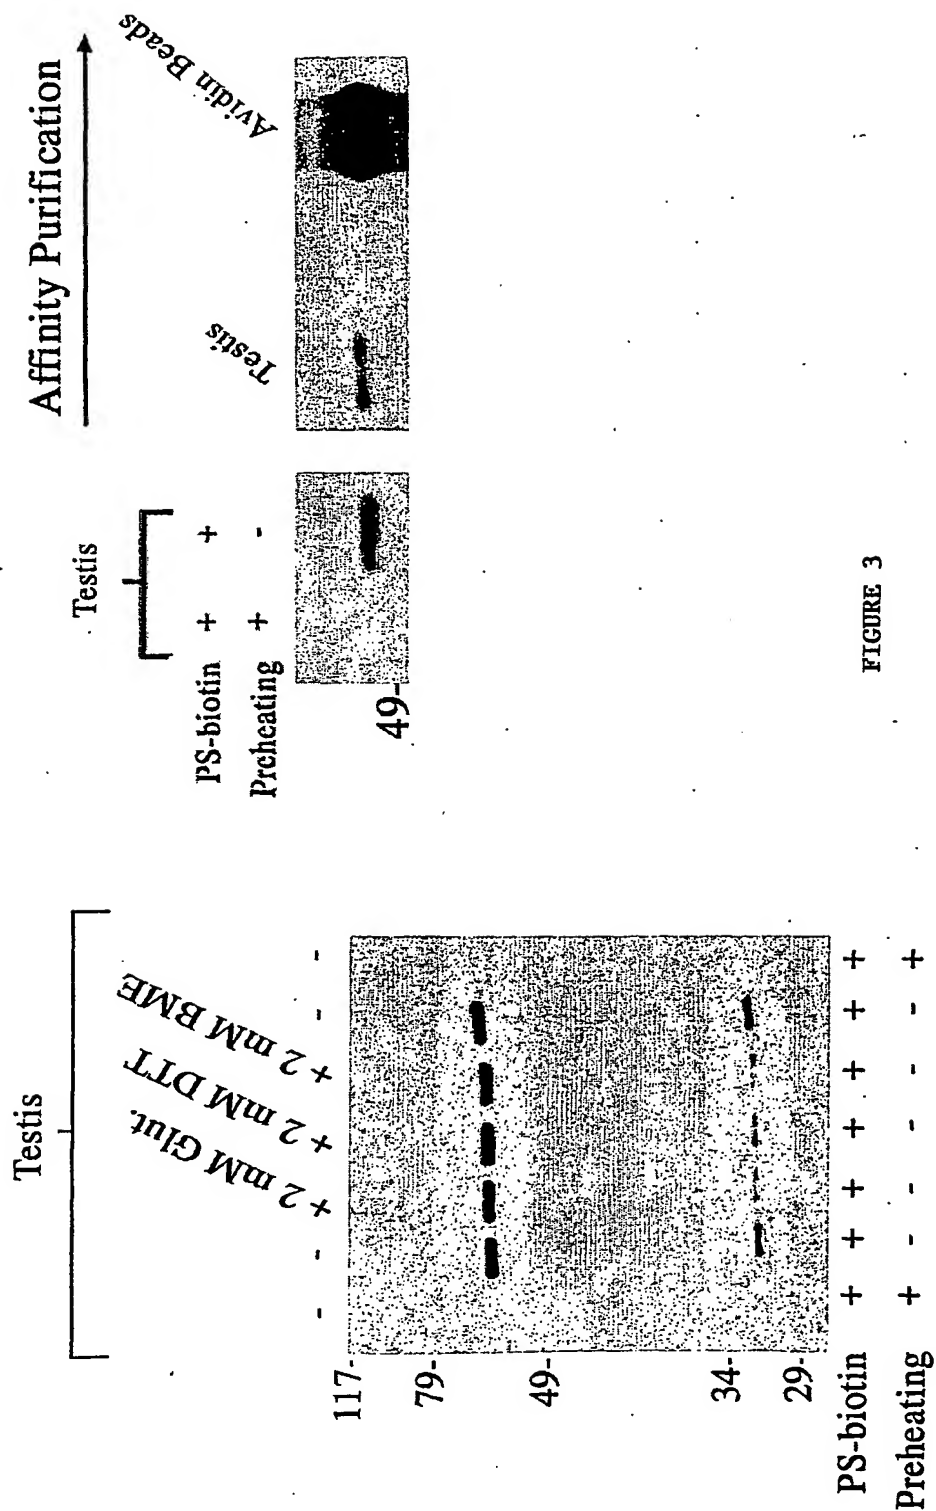 Testis
- - + 2 mM Glut. + 2 mM DTT + 2 mM BME - -
117-
79-
49-
34-
29-
PS-biotin + + + + + + +
Preheating + - - - - - +
Testis
PS-biotin + +
Preheating + -
49-
Affinity Purification
Testis
Avidin Beads
FIGURE 3